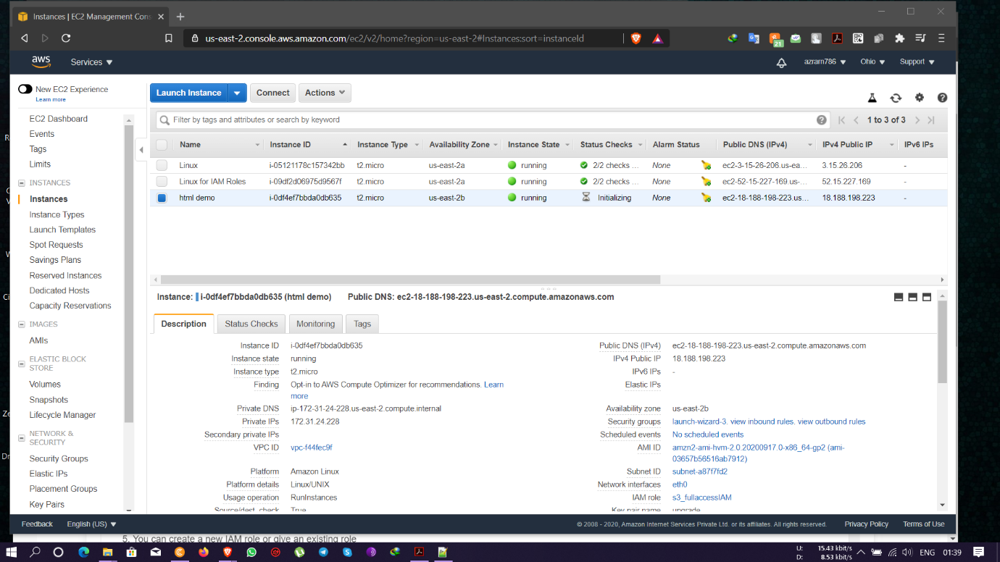 Instances | EC2 Management Cons
us-east-2.console.aws.amazon.com/ec2/v2/home?region=us-east-2#Instances:sort=instanceId
21
aws
Services
azram786
Ohio
Support
New EC2 Experience
Learn more
EC2 Dashboard
Events
Tags
Limits
INSTANCES
Instances
Instance Types
Launch Templates
Spot Requests
Savings Plans
Reserved Instances
Dedicated Hosts
Capacity Reservations
IMAGES
AMIs
ELASTIC BLOCK
STORE
Volumes
Snapshots
Lifecycle Manager
NETWORK &
SECURITY
Security Groups
Elastic IPs
Placement Groups
Key Pairs
Launch Instance
Connect
Actions
Filter by tags and attributes or search by keyword
1 to 3 of 3
Name Instance ID Instance Type Availability Zone Instance State Status Checks Alarm Status Public DNS (IPv4) IPv4 Public IP IPv6 IPs
Linux i-05121178c157342bb t2.micro us-east-2a running 2/2 checks ... None ec2-3-15-26-206.us-ea... 3.15.26.206 -
Linux for IAM Roles i-09df2d06975d9567f t2.micro us-east-2a running 2/2 checks ... None ec2-52-15-227-169.us-... 52.15.227.169 -
html demo i-0df4ef7bbda0db635 t2.micro us-east-2b running Initializing None ec2-18-188-198-223.us... 18.188.198.223 -
Instance: i-0df4ef7bbda0db635 (html demo) Public DNS: ec2-18-188-198-223.us-east-2.compute.amazonaws.com
Description
Status Checks
Monitoring
Tags
Instance ID i-0df4ef7bbda0db635
Instance state running
Instance type t2.micro
Finding Opt-in to AWS Compute Optimizer for recommendations. Learn
more
Private DNS ip-172-31-24-228.us-east-2.compute.internal
Private IPs 172.31.24.228
Secondary private IPs
VPC ID vpc-f44fec9f
Platform Amazon Linux
Platform details Linux/UNIX
Usage operation RunInstances
Source/dest. check True
Public DNS (IPv4) ec2-18-188-198-223.us-east-2.compute.amazonaws.com
IPv4 Public IP 18.188.198.223
IPv6 IPs -
Elastic IPs
Availability zone us-east-2b
Security groups launch-wizard-3. view inbound rules. view outbound rules
Scheduled events No scheduled events
AMI ID amzn2-ami-hvm-2.0.20200917.0-x86_64-gp2 (ami-
03657b56516ab7912)
Subnet ID subnet-a87f7fd2
Network interfaces eth0
IAM role s3_fullaccessIAM
Key pair name upgrade
Feedback
English (US)
© 2008 - 2020, Amazon Internet Services Private Ltd. or its affiliates. All rights reserved.
Privacy Policy
Terms of Use
5. You can create a new IAM role or give an existing role
U: 15.43 kbit/s
D: 8.53 kbit/s
ENG
01:39